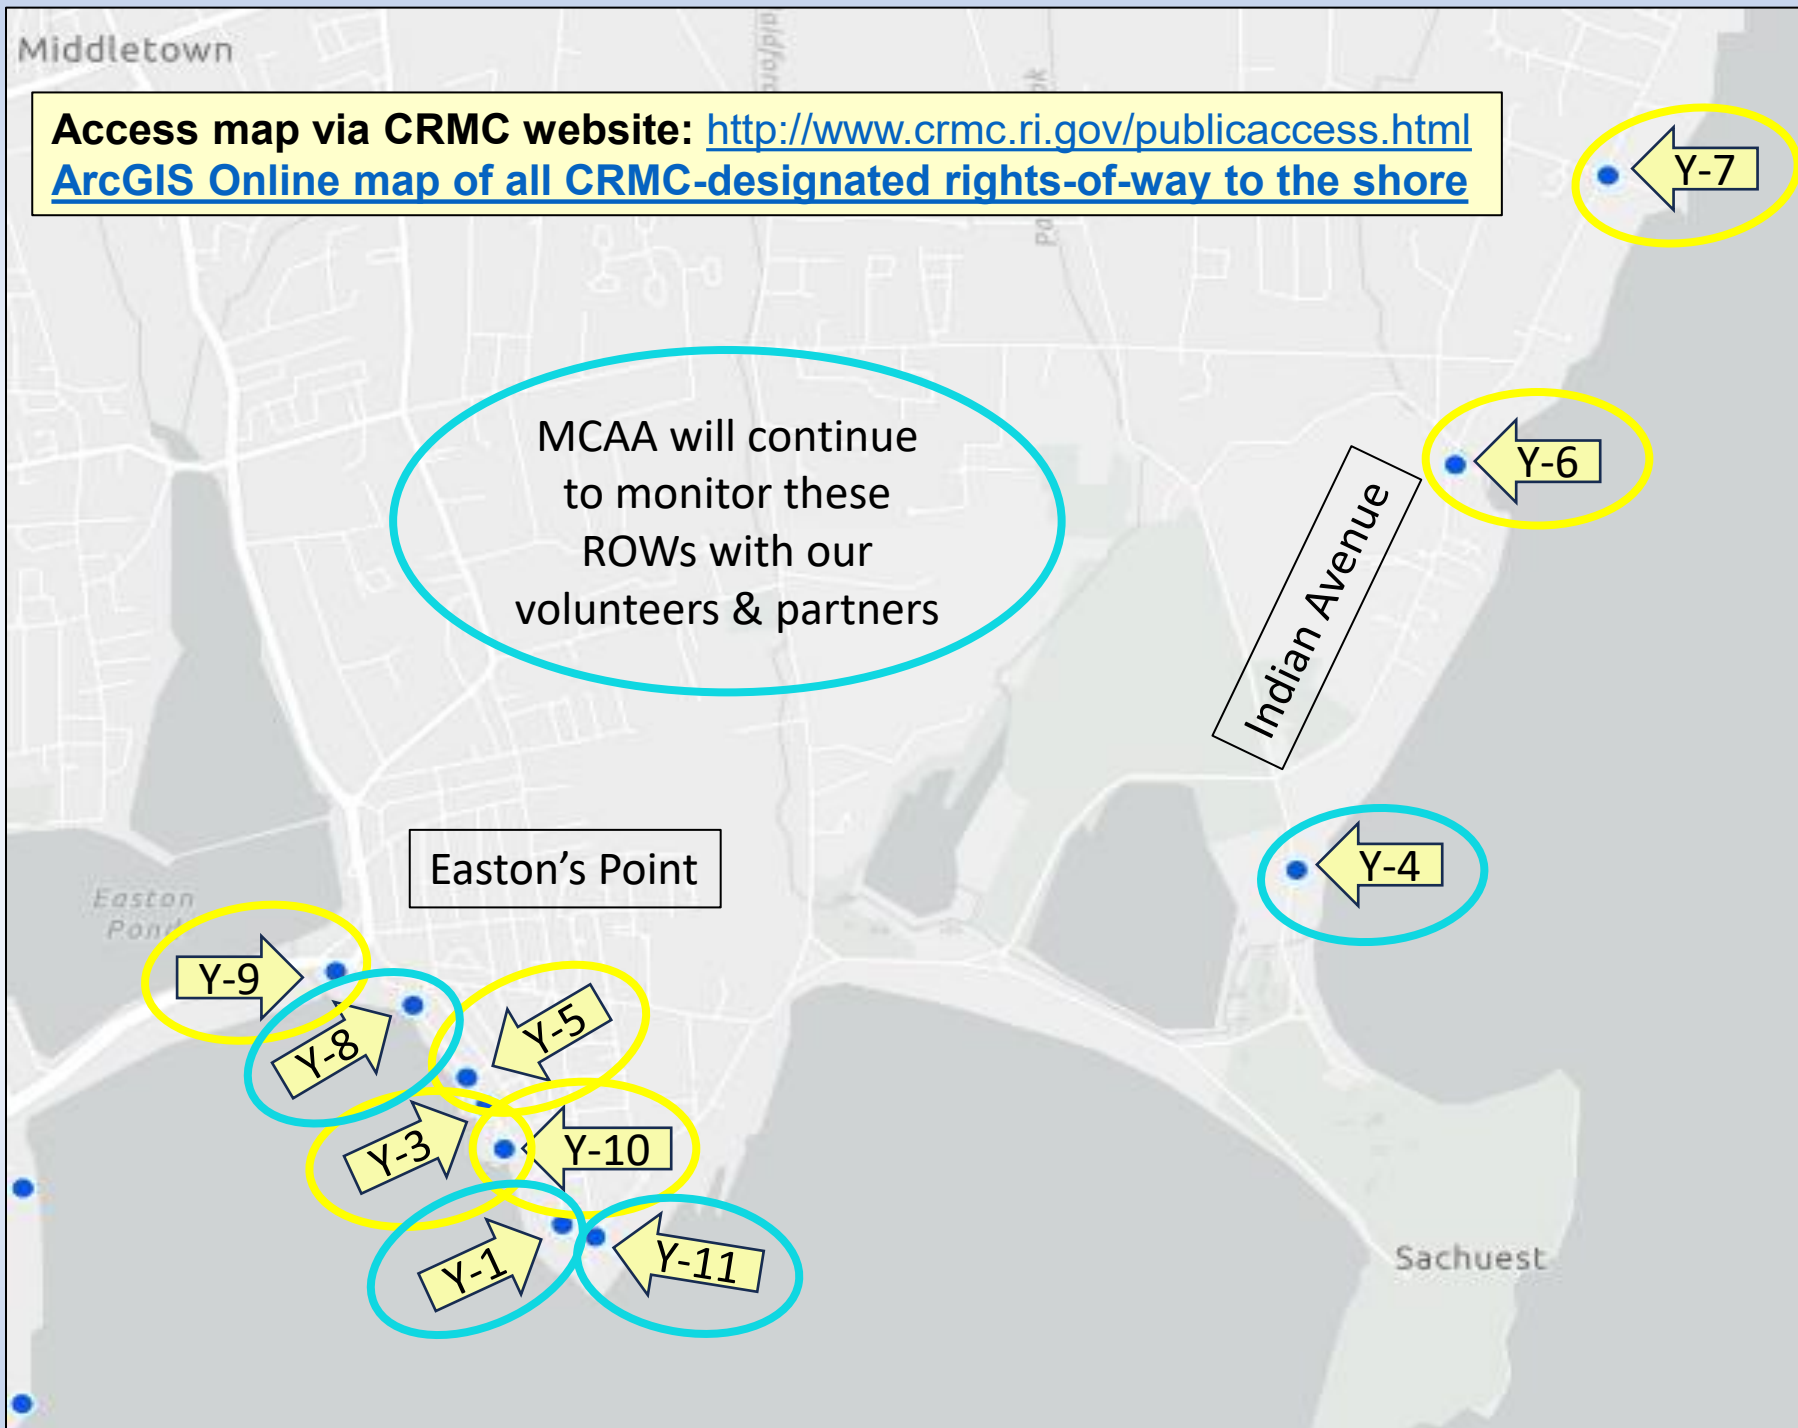 Middletown
Access map via CRMC website: http://www.crmc.ri.gov/publicaccess.html
ArcGIS Online map of all CRMC-designated rights-of-way to the shore
Y-7
MCAA will continue
to monitor these
ROWs with our
volunteers & partners
Y-6
Indian Avenue
Easton’s Point
Y-4
Easton
Pond
Y-9
Y-8
Y-5
Y-3
Y-10
Y-1
Y-11
Sachuest